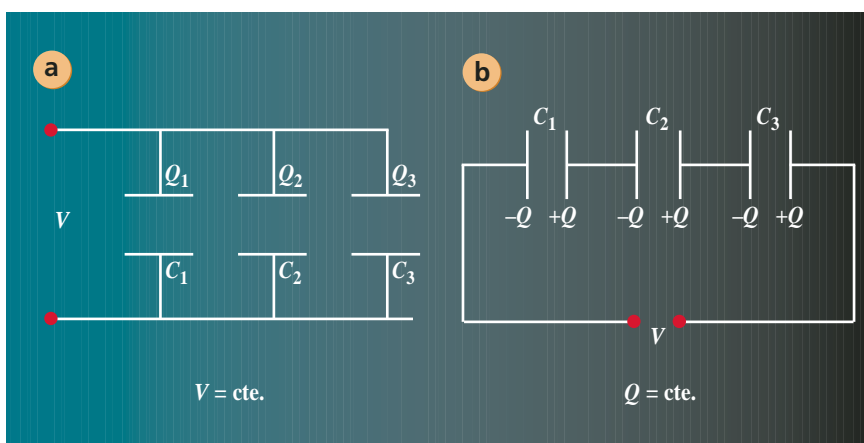 a
Q1 Q2 Q3
V
C1 C2 C3
V = cte.
b
C1 C2 C3
–Q +Q –Q +Q –Q +Q
V
Q = cte.